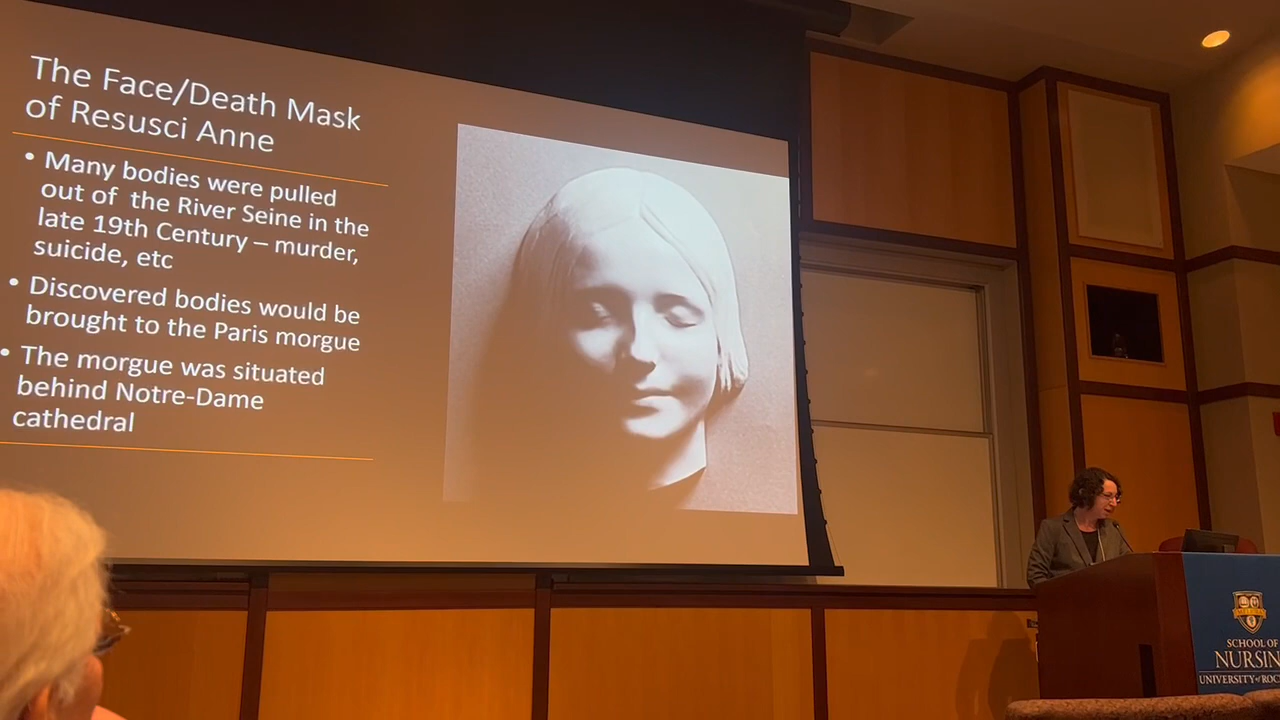 The Face/Death Mask
of Resusci Anne
• Many bodies were pulled
out of the River Seine in the
late 19th Century – murder,
suicide, etc
• Discovered bodies would be
brought to the Paris morgue
• The morgue was situated
behind Notre-Dame
cathedral
SCHOOL OF
NURSIN
UNIVERSITY of ROC